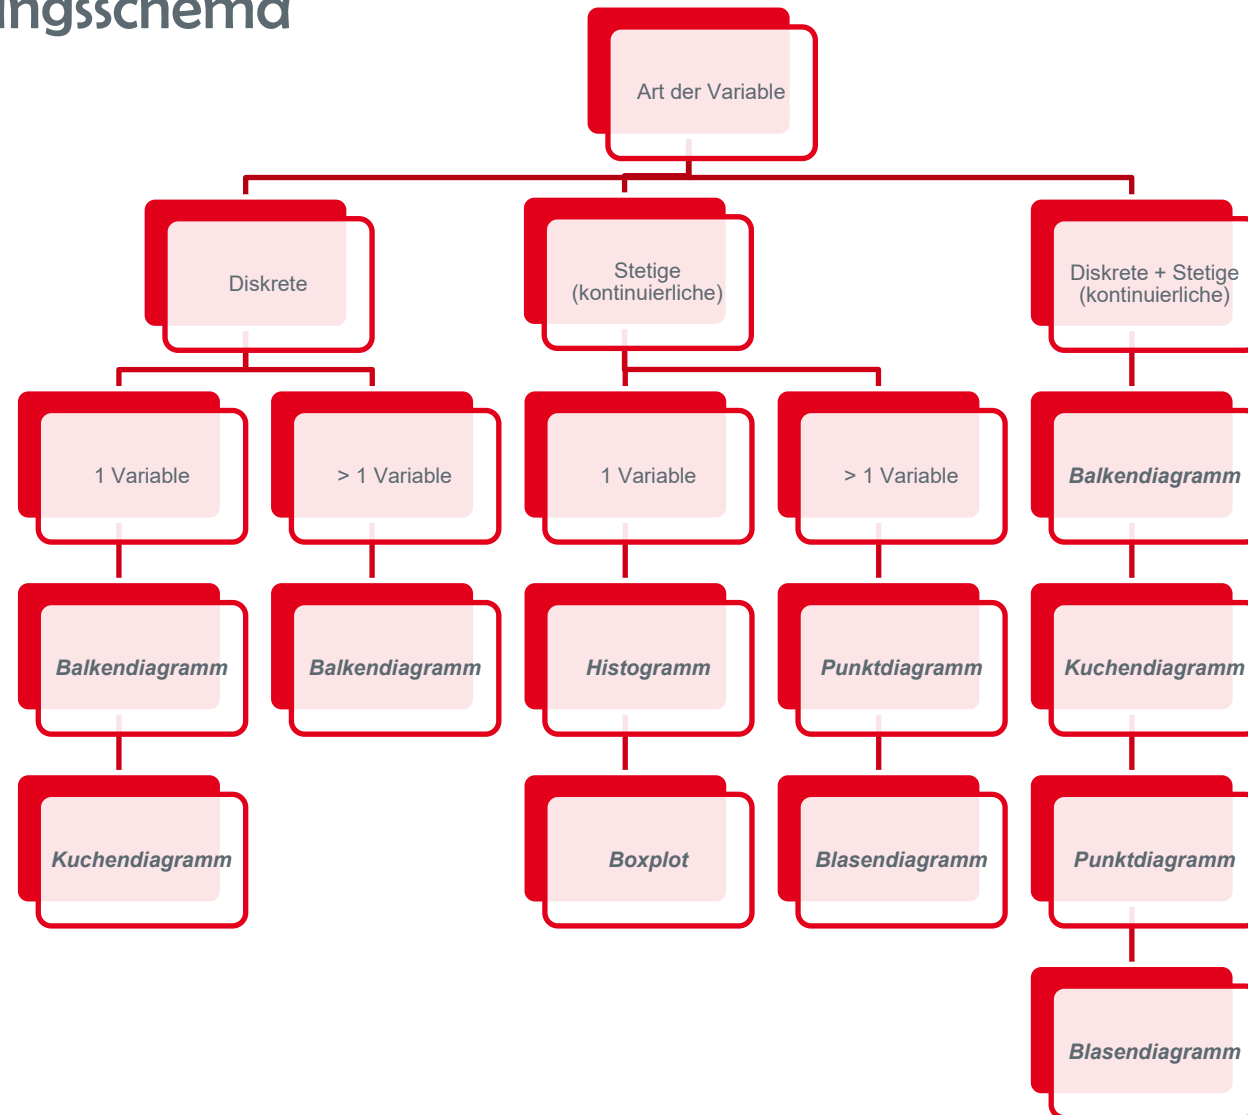 ingsschema
Art der Variable
Diskrete
Stetige
(kontinuierliche)
Diskrete + Stetige
(kontinuierliche)
1 Variable
> 1 Variable
1 Variable
> 1 Variable
Balkendiagramm
Balkendiagramm
Balkendiagramm
Histogramm
Punktdiagramm
Kuchendiagramm
Kuchendiagramm
Boxplot
Blasendiagramm
Punktdiagramm
Blasendiagramm